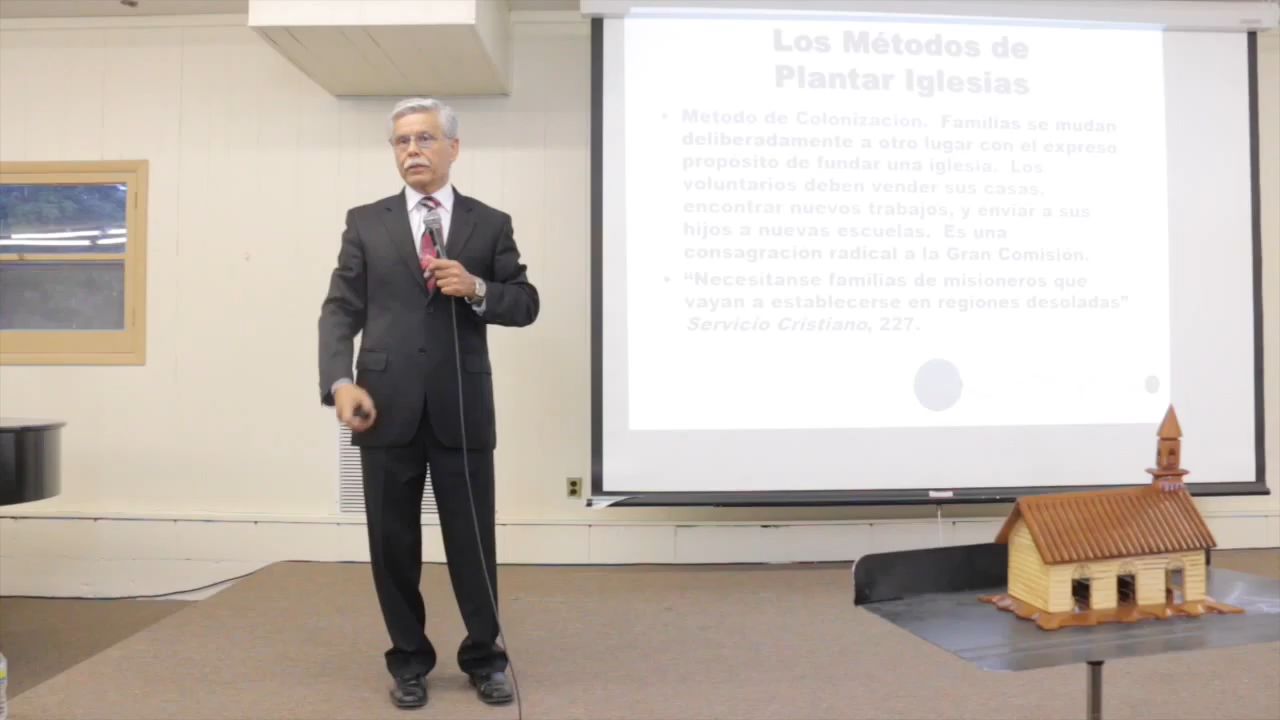 Los Métodos de
Plantar Iglesias
• Metodo de Colonizacion. Familias se mudan
deliberadamente a otro lugar con el expreso
proposito de fundar una iglesia. Los
voluntarios deben vender sus casas,
encontrar nuevos trabajos, y enviar a sus
hijos a nuevas escuelas. Es una
consagración radical a la Gran Comisión.
• “Necesitanse familias de misioneros que
vayan a establecerse en regiones desoladas”
Servicio Cristiano, 227.